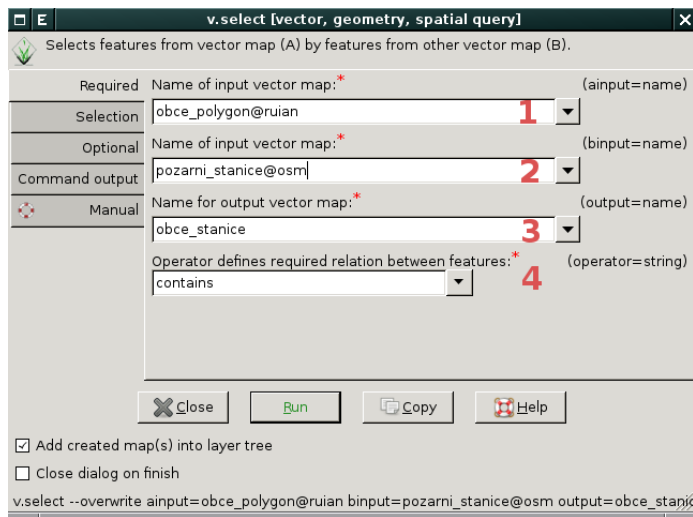 v.select [vector, geometry, spatial query]
Selects features from vector map (A) by features from other vector map (B).
Required
Selection
Optional
Command output
Manual
Name of input vector map:* (ainput=name)
obce_polygon@ruian 1
Name of input vector map:* (binput=name)
pozarni_stanice@osm 2
Name for output vector map:* (output=name)
obce_stanice 3
Operator defines required relation between features:* (operator=string)
contains 4
Close Run Copy Help
Add created map(s) into layer tree
Close dialog on finish
v.select --overwrite ainput=obce_polygon@ruian binput=pozarni_stanice@osm output=obce_stanic